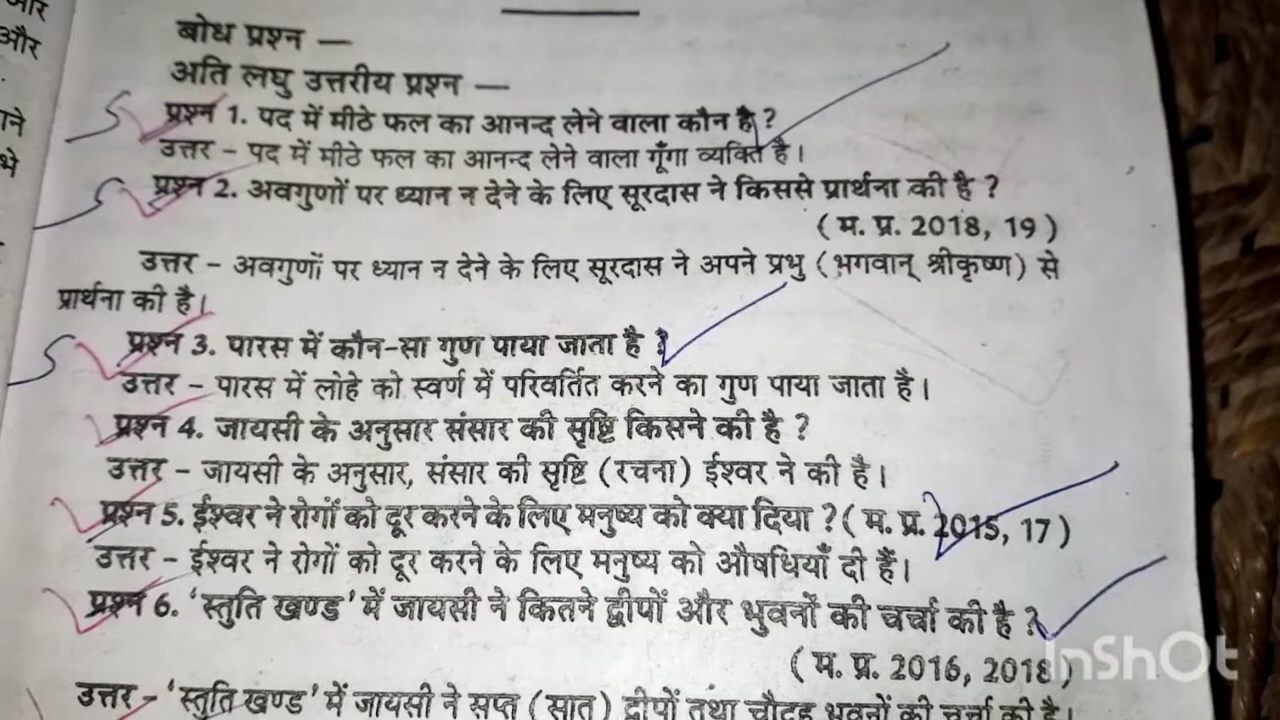 और
और
ाने
भे
बोध प्रश्न —
अति लघु उत्तरीय प्रश्न —
प्रश्न 1. पद में मीठे फल का आनन्द लेने वाला कौन है ?
उत्तर – पद में मीठे फल का आनन्द लेने वाला गूँगा व्यक्ति है।
प्रश्न 2. अवगुणों पर ध्यान न देने के लिए सूरदास ने किससे प्रार्थना की है ?
( म. प्र. 2018, 19 )
उत्तर – अवगुणों पर ध्यान न देने के लिए सूरदास ने अपने प्रभु ( भगवान् श्रीकृष्ण ) से
प्रार्थना की है।
प्रश्न 3. पारस में कौन-सा गुण पाया जाता है ?
उत्तर – पारस में लोहे को स्वर्ण में परिवर्तित करने का गुण पाया जाता है।
प्रश्न 4. जायसी के अनुसार संसार की सृष्टि किसने की है ?
उत्तर – जायसी के अनुसार, संसार की सृष्टि ( रचना ) ईश्वर ने की है।
प्रश्न 5. ईश्वर ने रोगों को दूर करने के लिए मनुष्य को क्या दिया ? ( म. प्र. 2015, 17 )
उत्तर – ईश्वर ने रोगों को दूर करने के लिए मनुष्य को औषधियाँ दी हैं।
प्रश्न 6. ‘स्तुति खण्ड’ में जायसी ने कितने द्वीपों और भुवनों की चर्चा की है ?
( म. प्र. 2016, 2018 )
उत्तर – ‘स्तुति खण्ड’ में जायसी ने सप्त ( सात ) द्वीपों तथा चौदह भुवनों की चर्चा की है।
InShOt